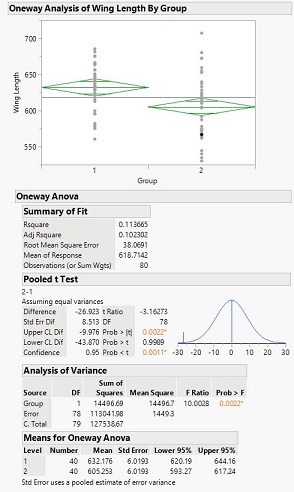 Oneway Analysis of Wing Length By Group
700
650
600
550
Wing Length
1 2
Group
Oneway Anova
Summary of Fit
Rsquare 0.113665
Adj Rsquare 0.102302
Root Mean Square Error 38.0691
Mean of Response 618.7142
Observations (or Sum Wgts) 80
Pooled t Test
2-1
Assuming equal variances
Difference -26.923 t Ratio -3.16273
Std Err Dif 8.513 DF 78
Upper CL Dif -9.976 Prob > |t| 0.0022*
Lower CL Dif -43.870 Prob > t 0.9989
Confidence 0.95 Prob < t 0.0011*
-30 -20 -10 0 10 20 30
Analysis of Variance
Source DF Sum of Squares Mean Square F Ratio Prob > F
Group 1 14496.69 14496.7 10.0028 0.0022*
Error 78 113041.98 1449.3
C. Total 79 127538.67
Means for Oneway Anova
Level Number Mean Std Error Lower 95% Upper 95%
1 40 632.176 6.0193 620.19 644.16
2 40 605.253 6.0193 593.27 617.24
Std Error uses a pooled estimate of error variance